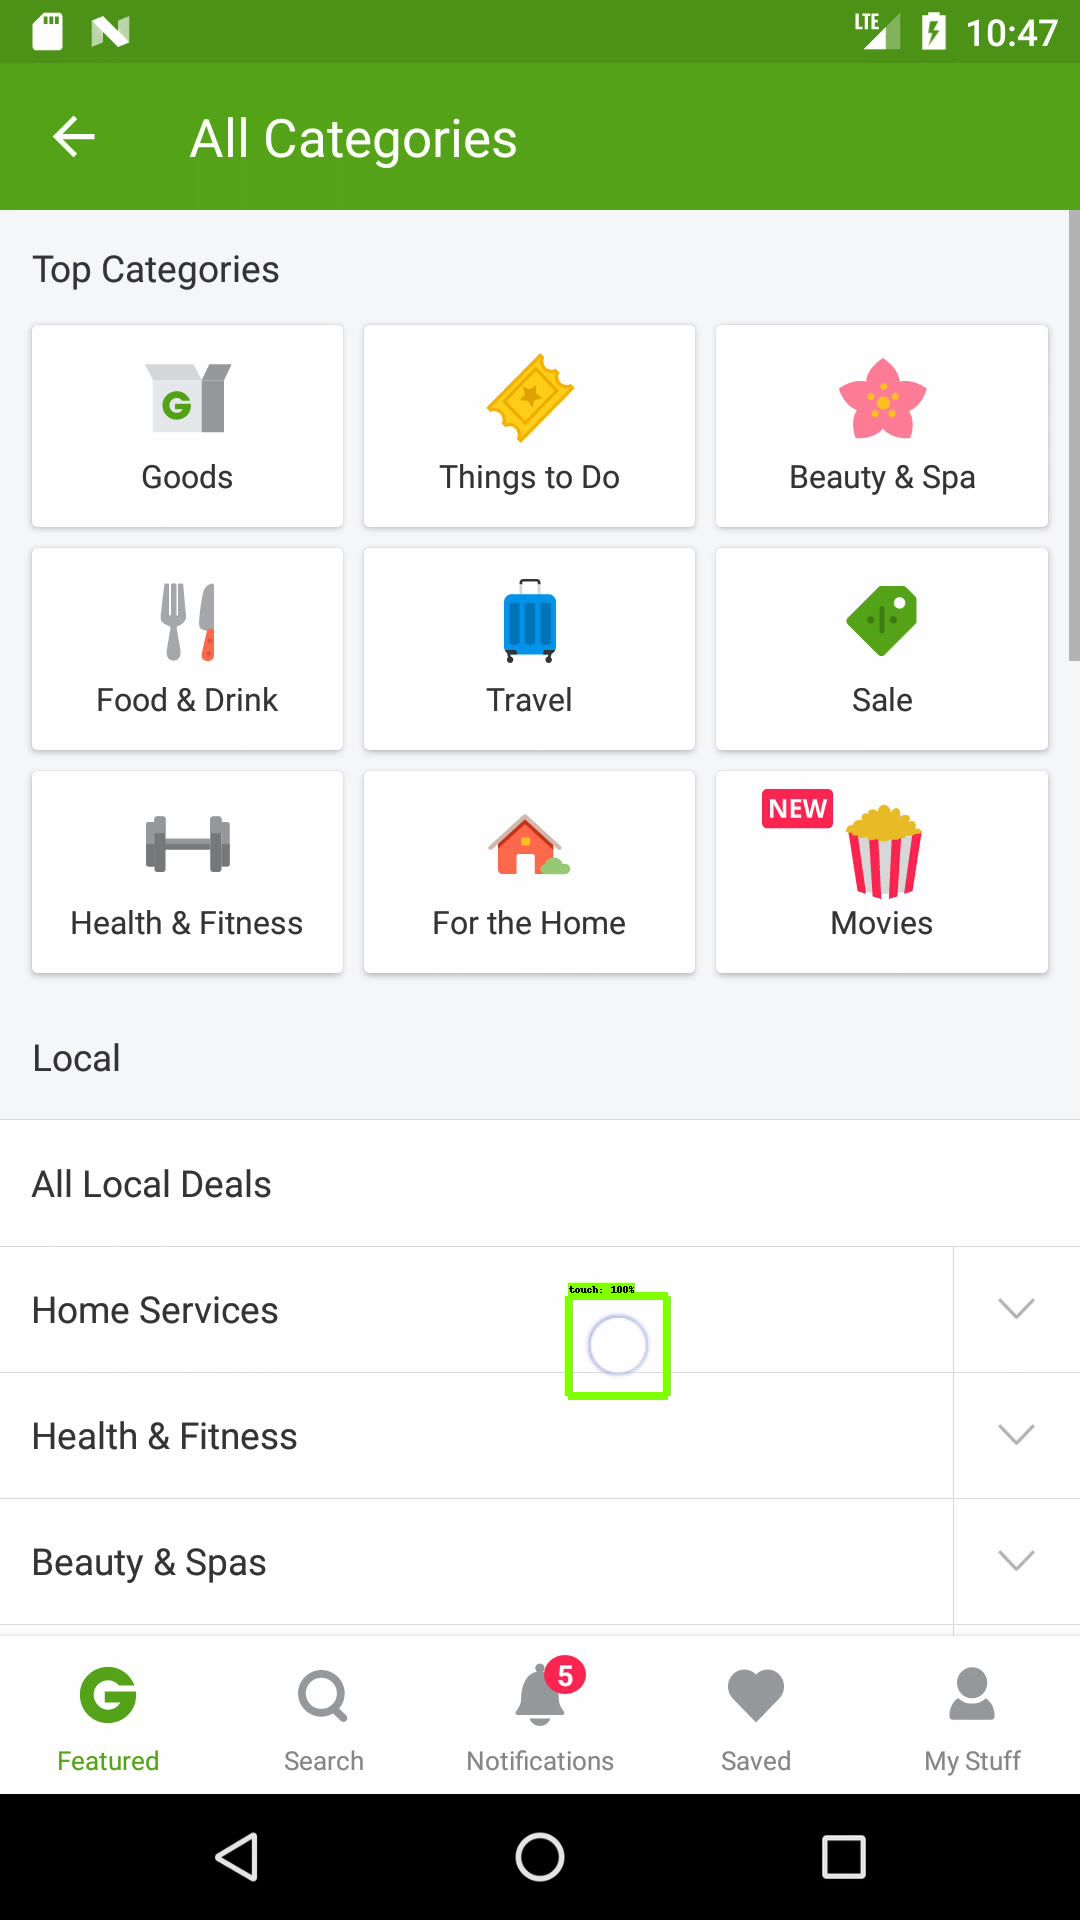 LTE 10:47
All Categories
Top Categories
Goods
Things to Do
Beauty & Spa
Food & Drink
Travel
Sale
Health & Fitness
For the Home
NEW
Movies
Local
All Local Deals
touch: 100%
Home Services
Health & Fitness
Beauty & Spas
5
Featured
Search
Notifications
Saved
My Stuff